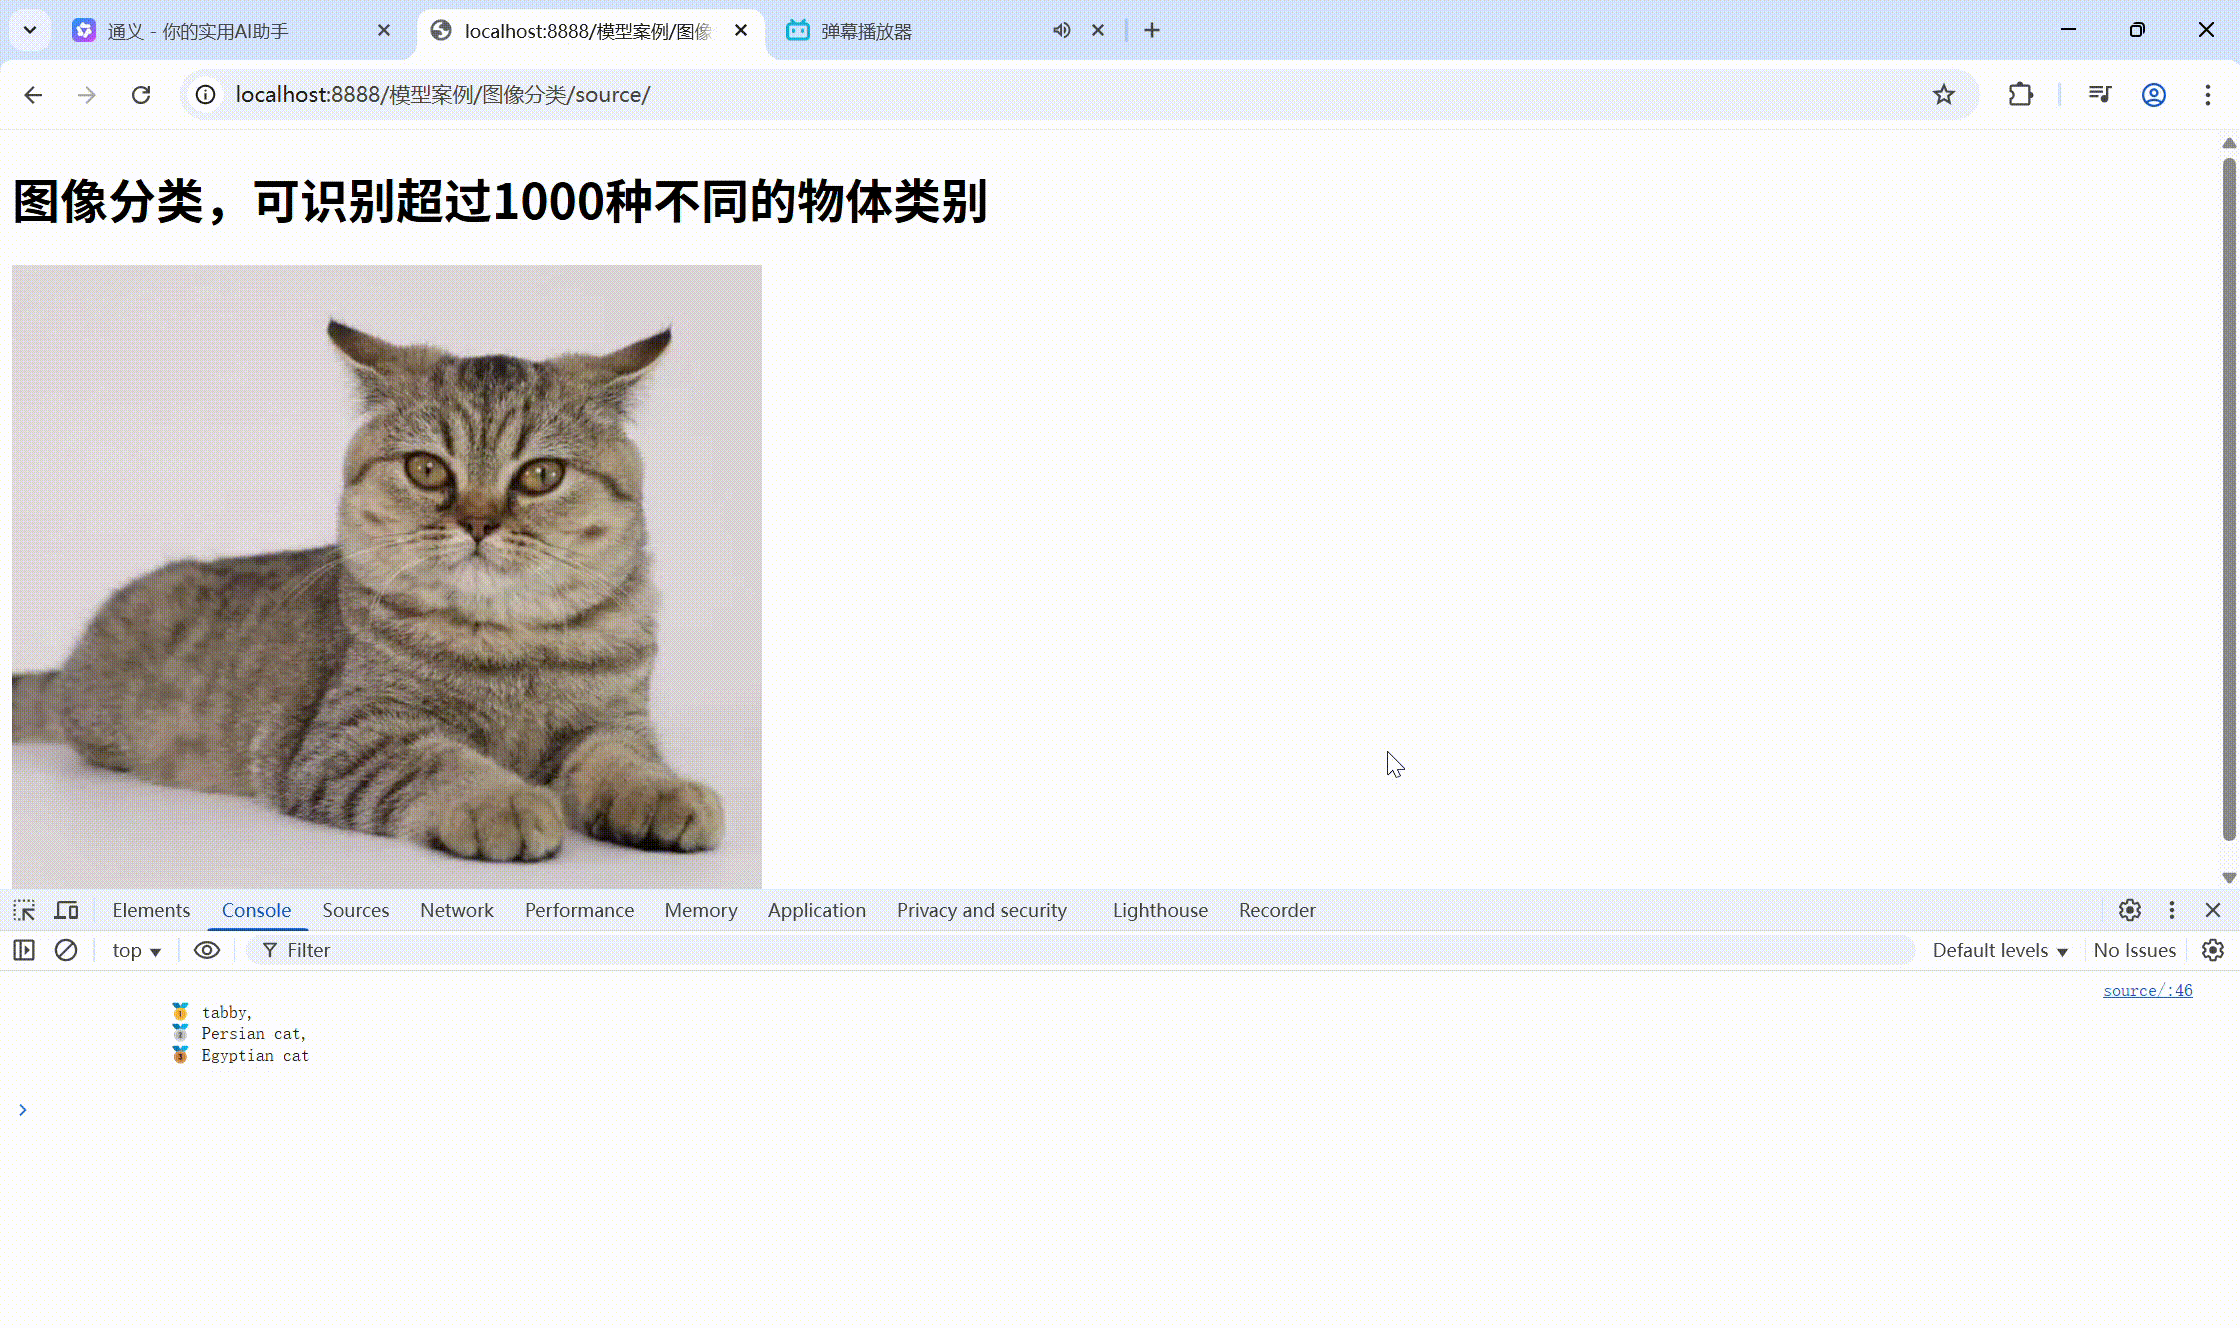 通义 - 你的实用AI助手
localhost:8888/模型案例/图像
弹幕播放器
localhost:8888/模型案例/图像分类/source/
图像分类，可识别超过1000种不同的物体类别
Elements Console Sources Network Performance Memory Application Privacy and security Lighthouse Recorder
top Filter Default levels No Issues
source/:46
🥇 tabby,
🥈 Persian cat,
🥉 Egyptian cat